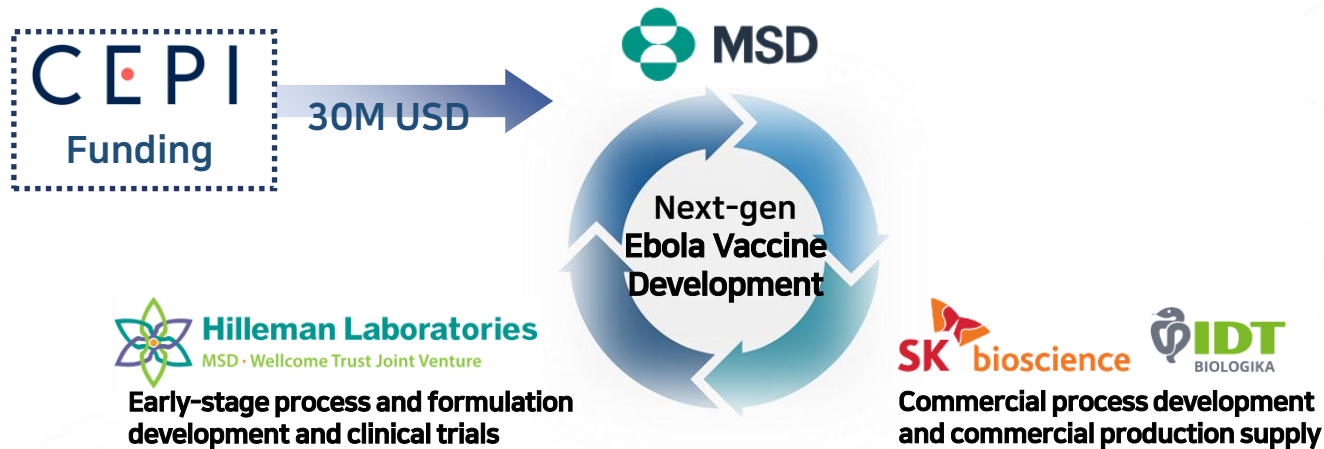 CEPI
Funding
30M USD
MSD
Next-gen
Ebola Vaccine
Development
Hilleman Laboratories
MSD · Wellcome Trust Joint Venture
Early-stage process and formulation
development and clinical trials
SK bioscience
IDT
BIOLOGIKA
Commercial process development
and commercial production supply